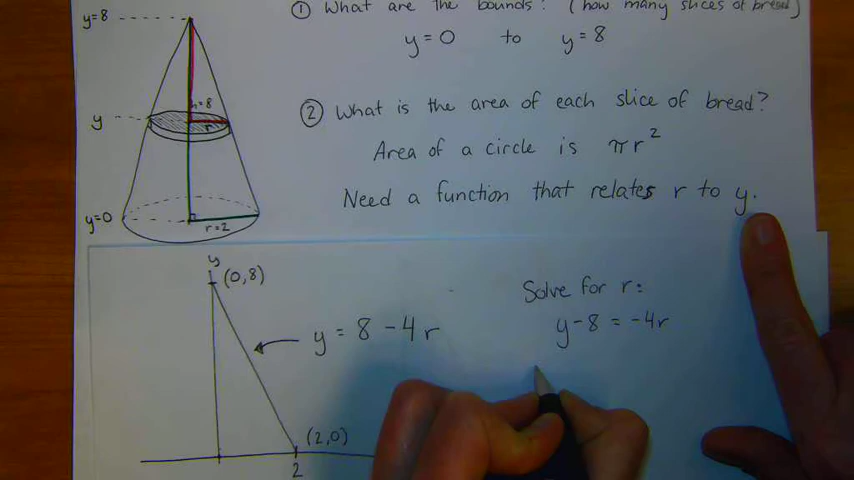 ① What are the bounds? (how many slices of bread)
y=0 to y=8
② What is the area of each slice of bread?
Area of a circle is πr²
Need a function that relates r to y.
y=8
h=8
y
r
y=0
r=2
y
(0,8)
y = 8 - 4r
(2,0)
2
Solve for r:
y-8 = -4r